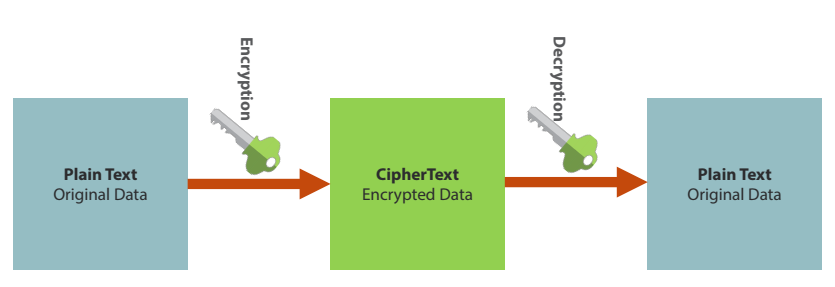 Encryption
Decryption
Plain Text
Original Data
CipherText
Encrypted Data
Plain Text
Original Data